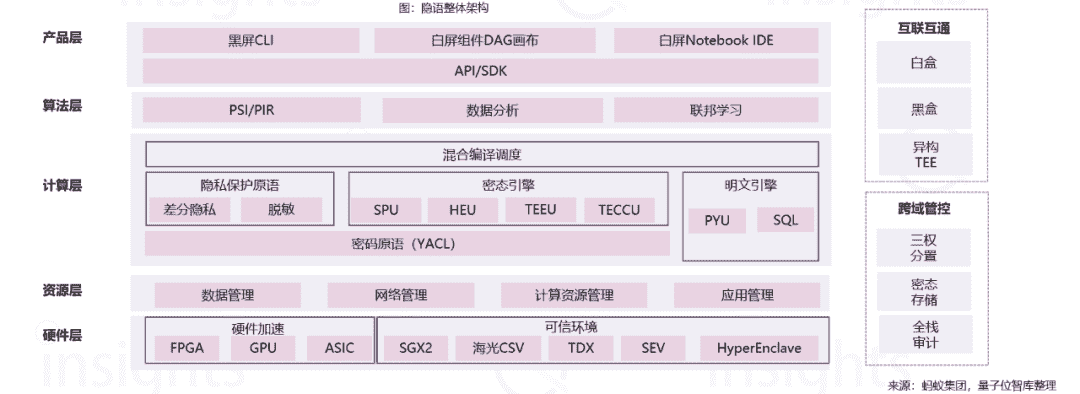 图：隐语整体架构
产品层
黑屏CLI
白屏组件DAG画布
白屏Notebook IDE
API/SDK
算法层
PSI/PIR
数据分析
联邦学习
计算层
混合编译调度
隐私保护原语
差分隐私
脱敏
密态引擎
SPU
HEU
TEEU
TECCU
明文引擎
PYU
SQL
密码原语（YACL）
资源层
数据管理
网络管理
计算资源管理
应用管理
硬件层
硬件加速
FPGA
GPU
ASIC
可信环境
SGX2
海光CSV
TDX
SEV
HyperEnclave
互联互通
白盒
黑盒
异构
TEE
跨域管控
三权
分置
密态
存储
全栈
审计
来源：蚂蚁集团，量子位智库整理
insights
insights